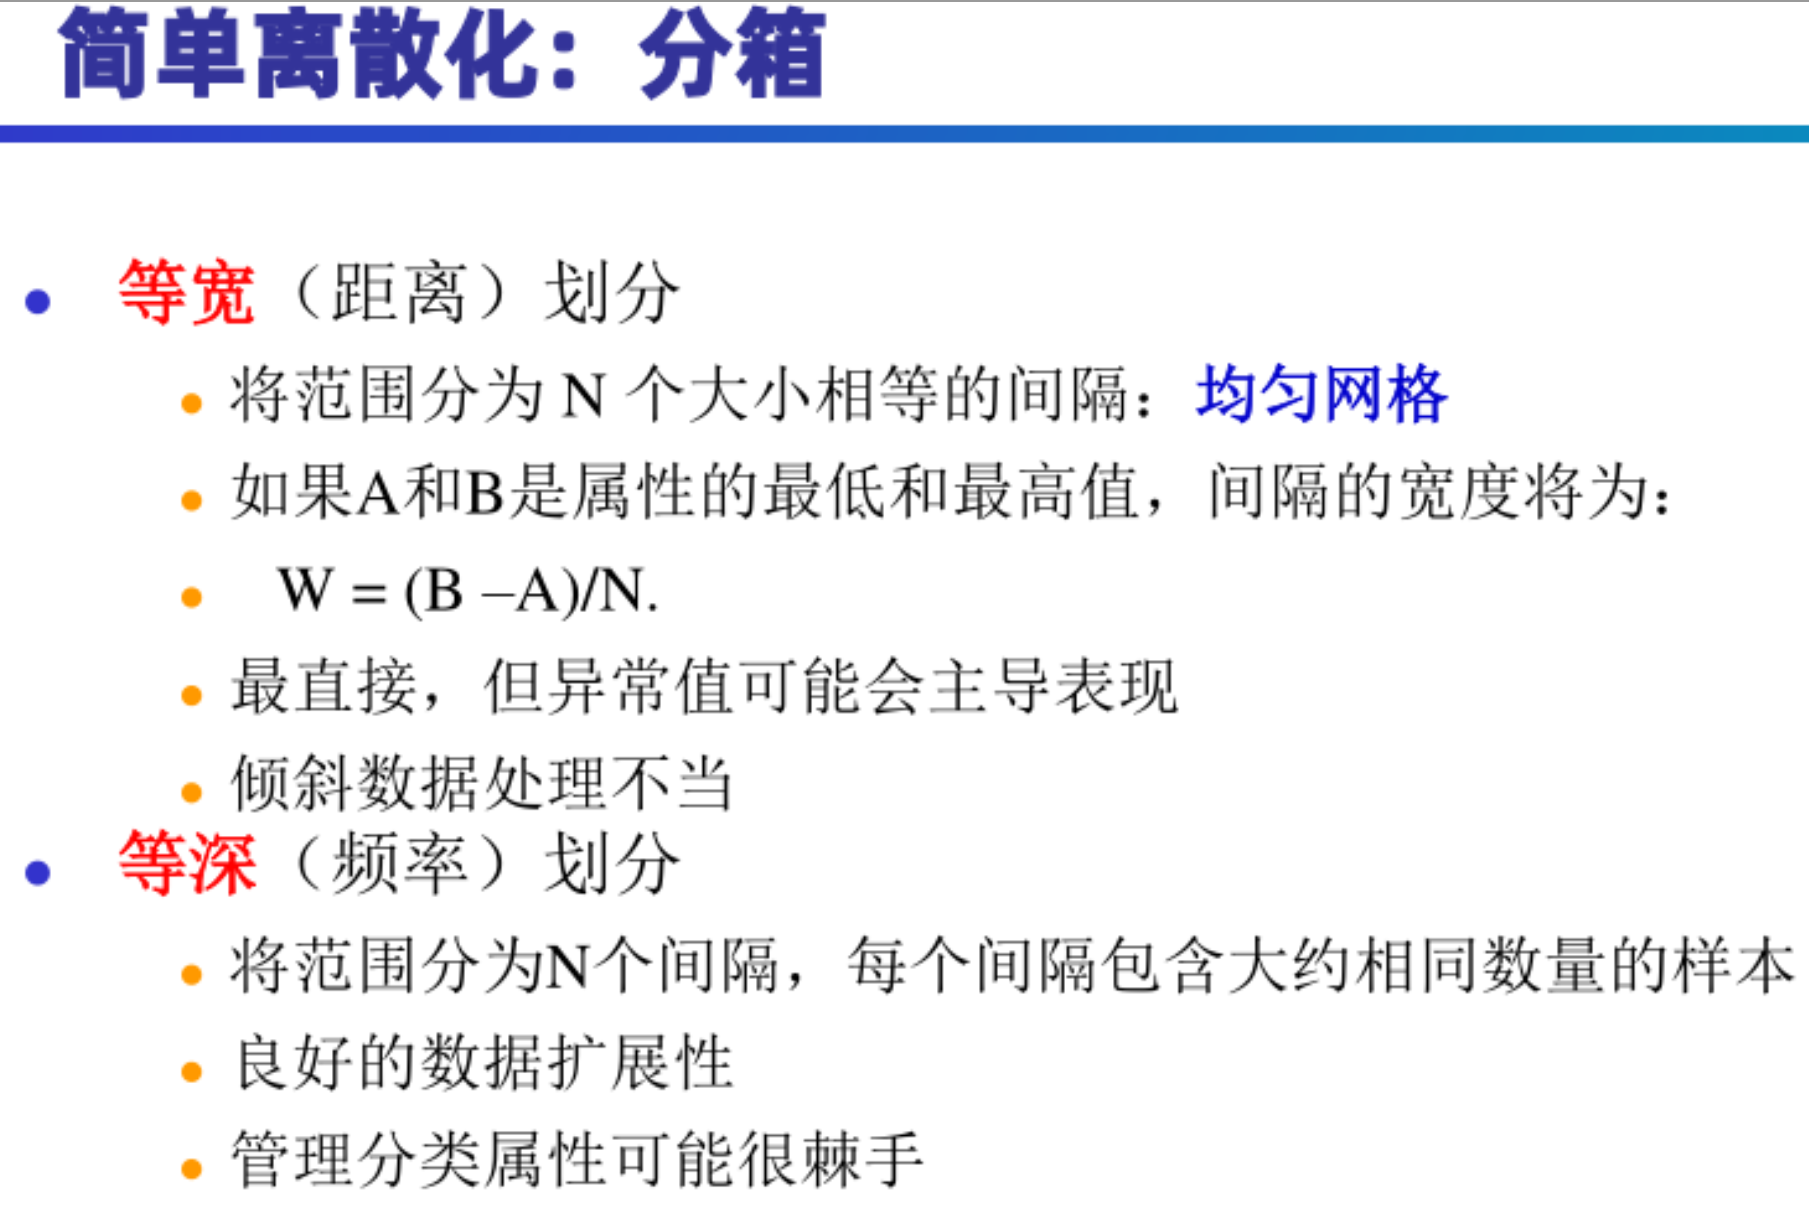 简单离散化：分箱
等宽（距离）划分
将范围分为 N 个大小相等的间隔：均匀网格
如果A和B是属性的最低和最高值，间隔的宽度将为：
W = (B –A)/N.
最直接，但异常值可能会主导表现
倾斜数据处理不当
等深（频率）划分
将范围分为N个间隔，每个间隔包含大约相同数量的样本
良好的数据扩展性
管理分类属性可能很棘手